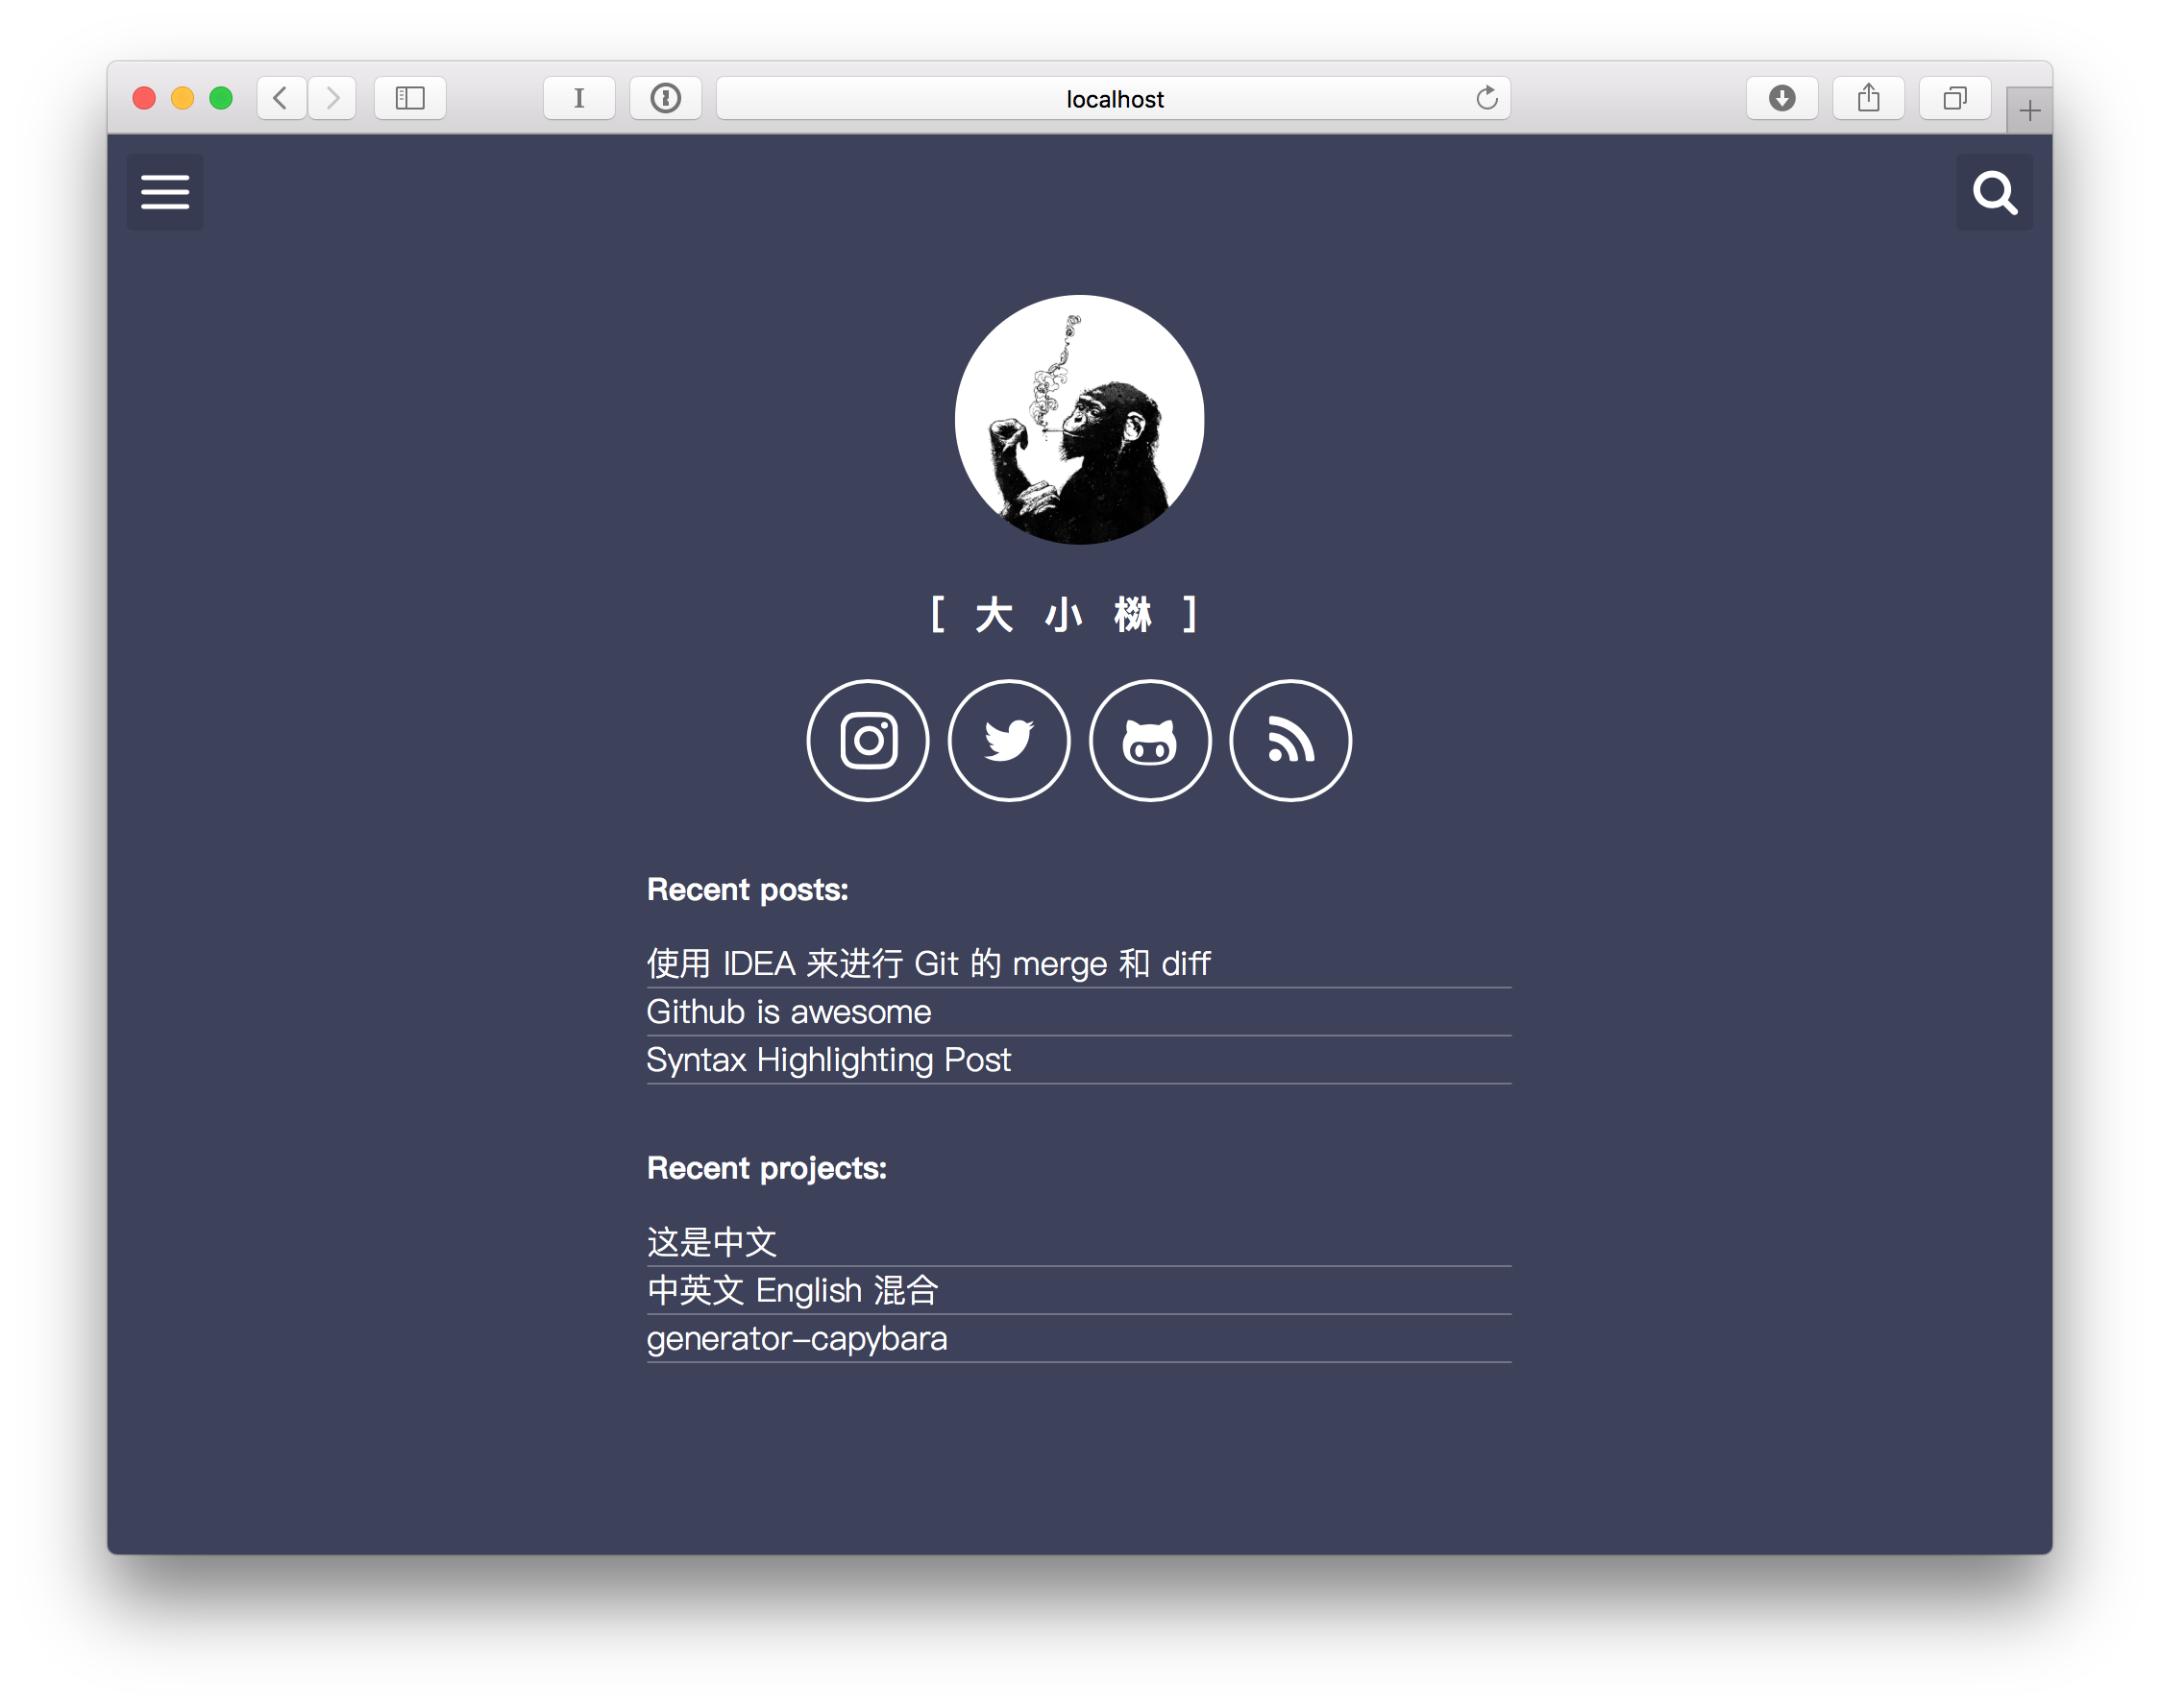 localhost
[ 大 小 楙 ]
Recent posts:
使用 IDEA 来进行 Git 的 merge 和 diff
Github is awesome
Syntax Highlighting Post
Recent projects:
这是中文
中英文 English 混合
generator-capybara